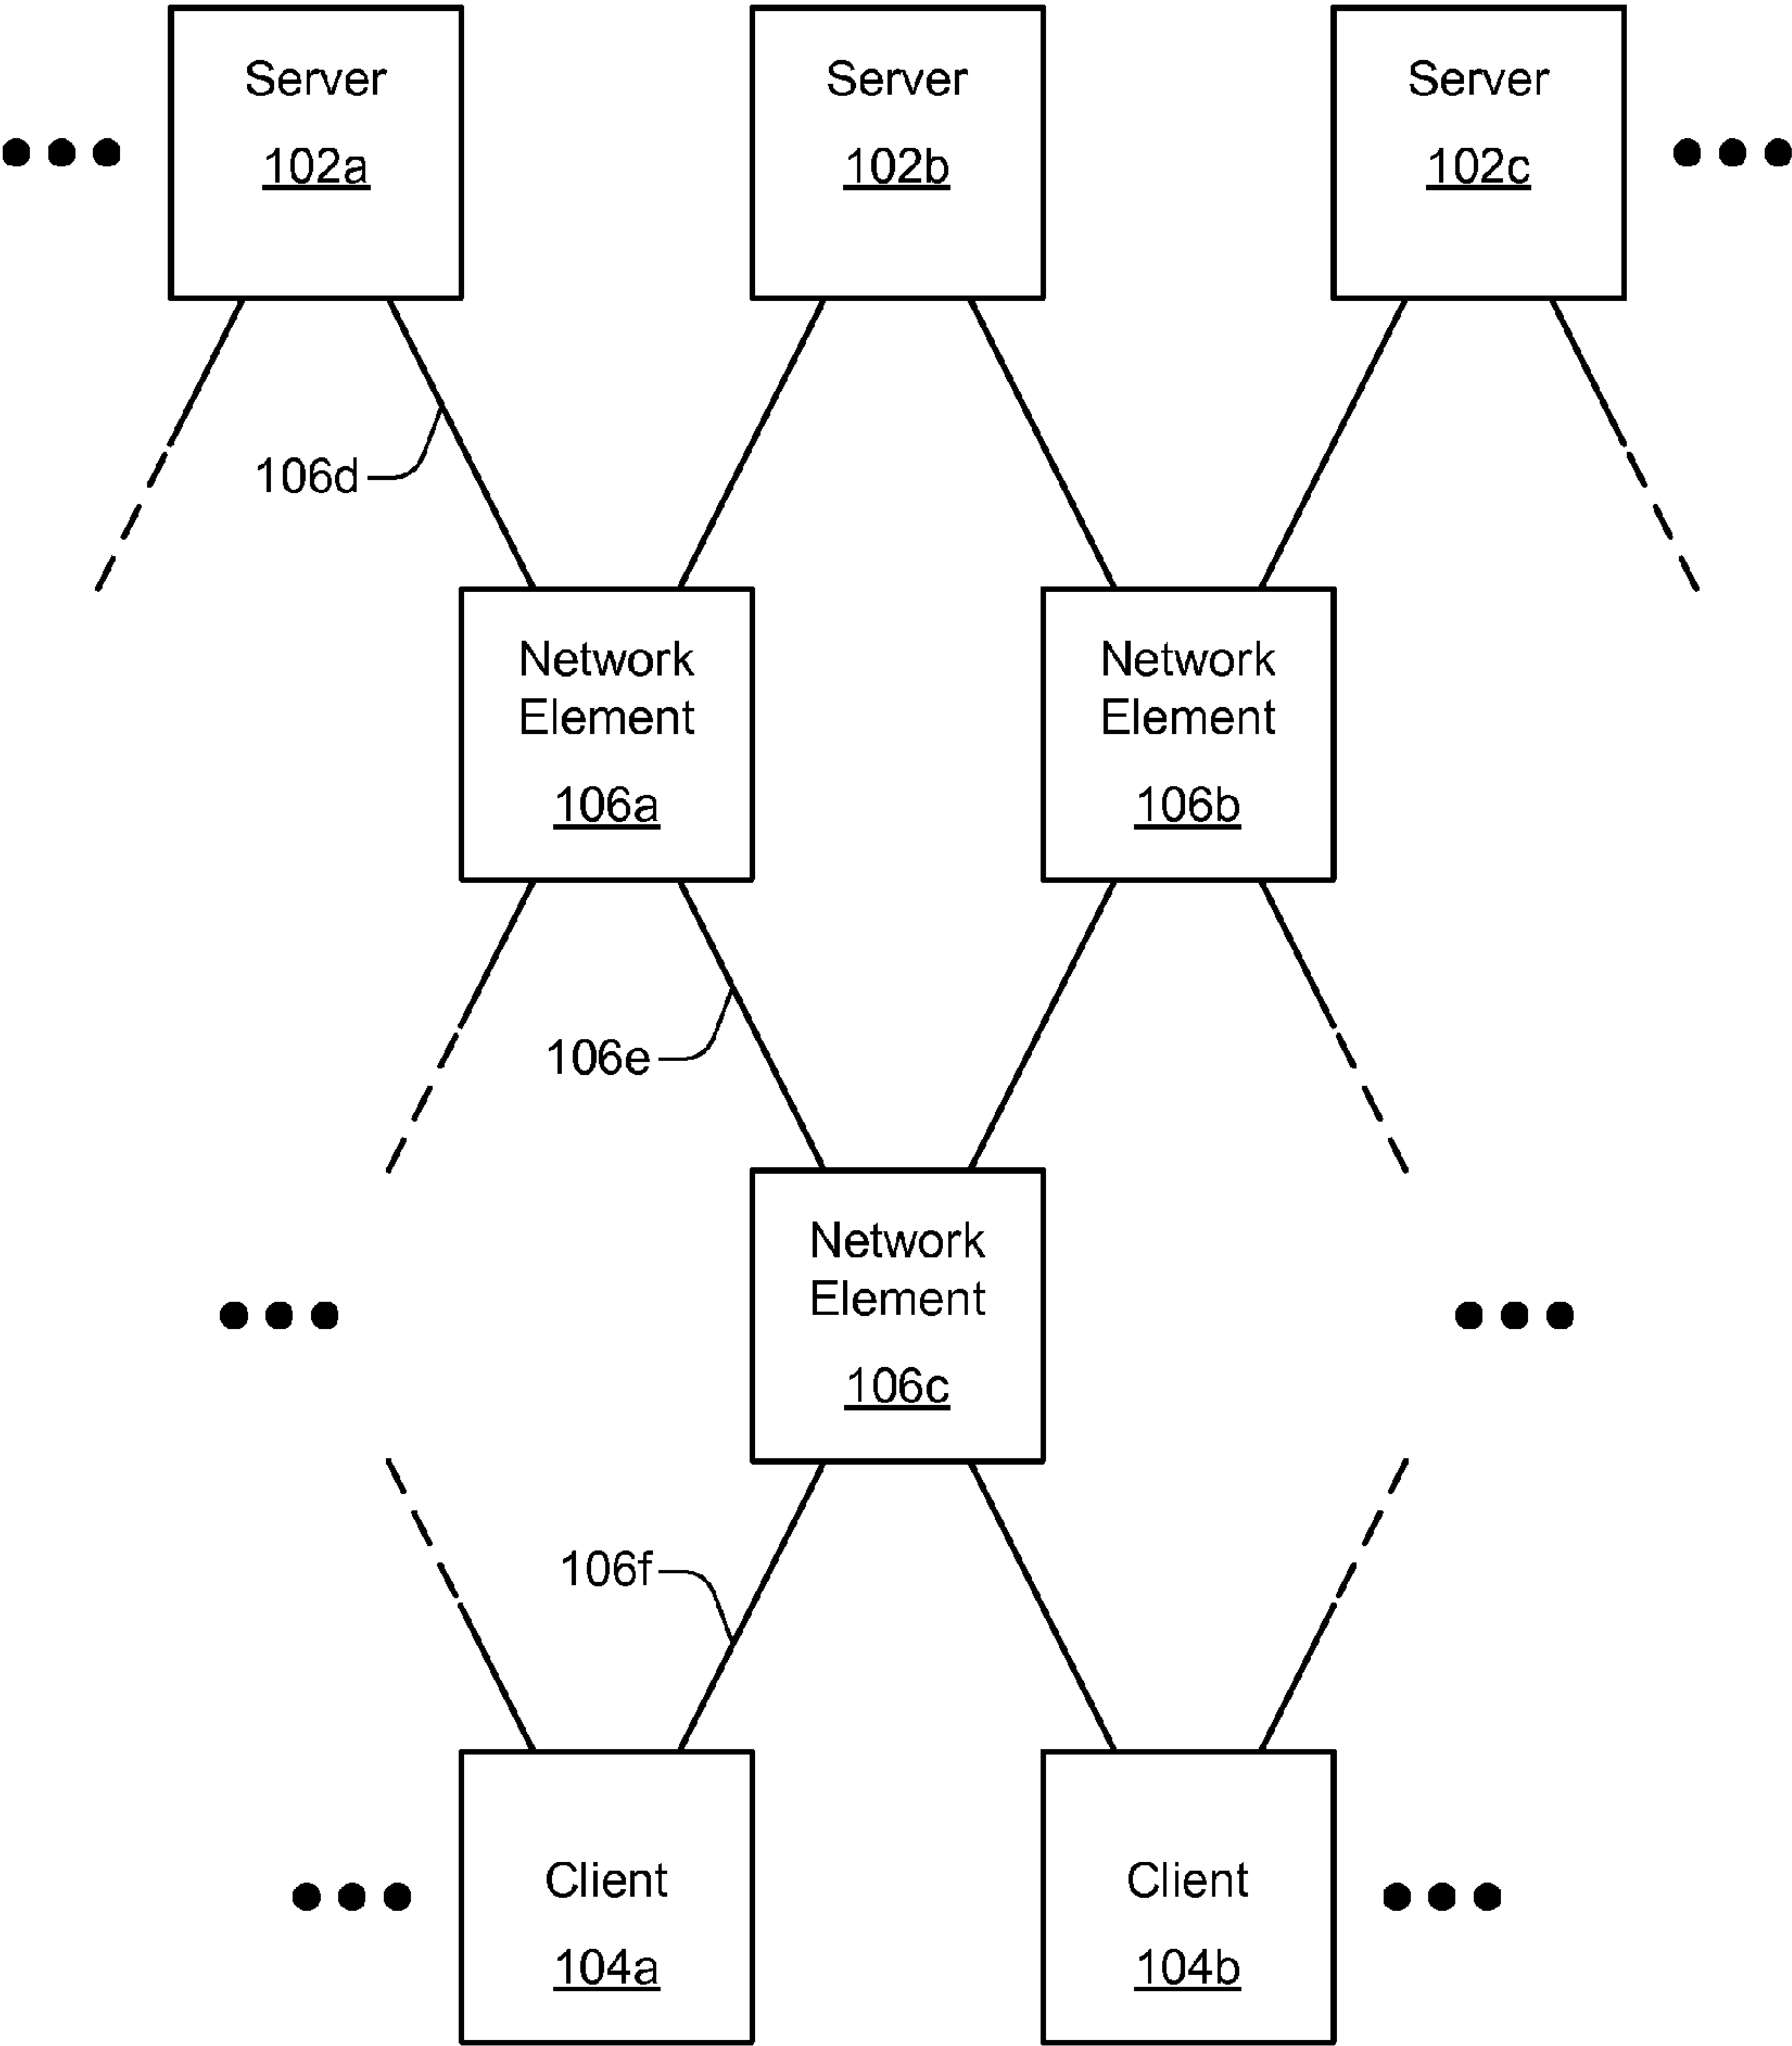 Server
102a
Server
102b
Server
102c
106d
Network
Element
106a
Network
Element
106b
106e
Network
Element
106c
106f
Client
104a
Client
104b